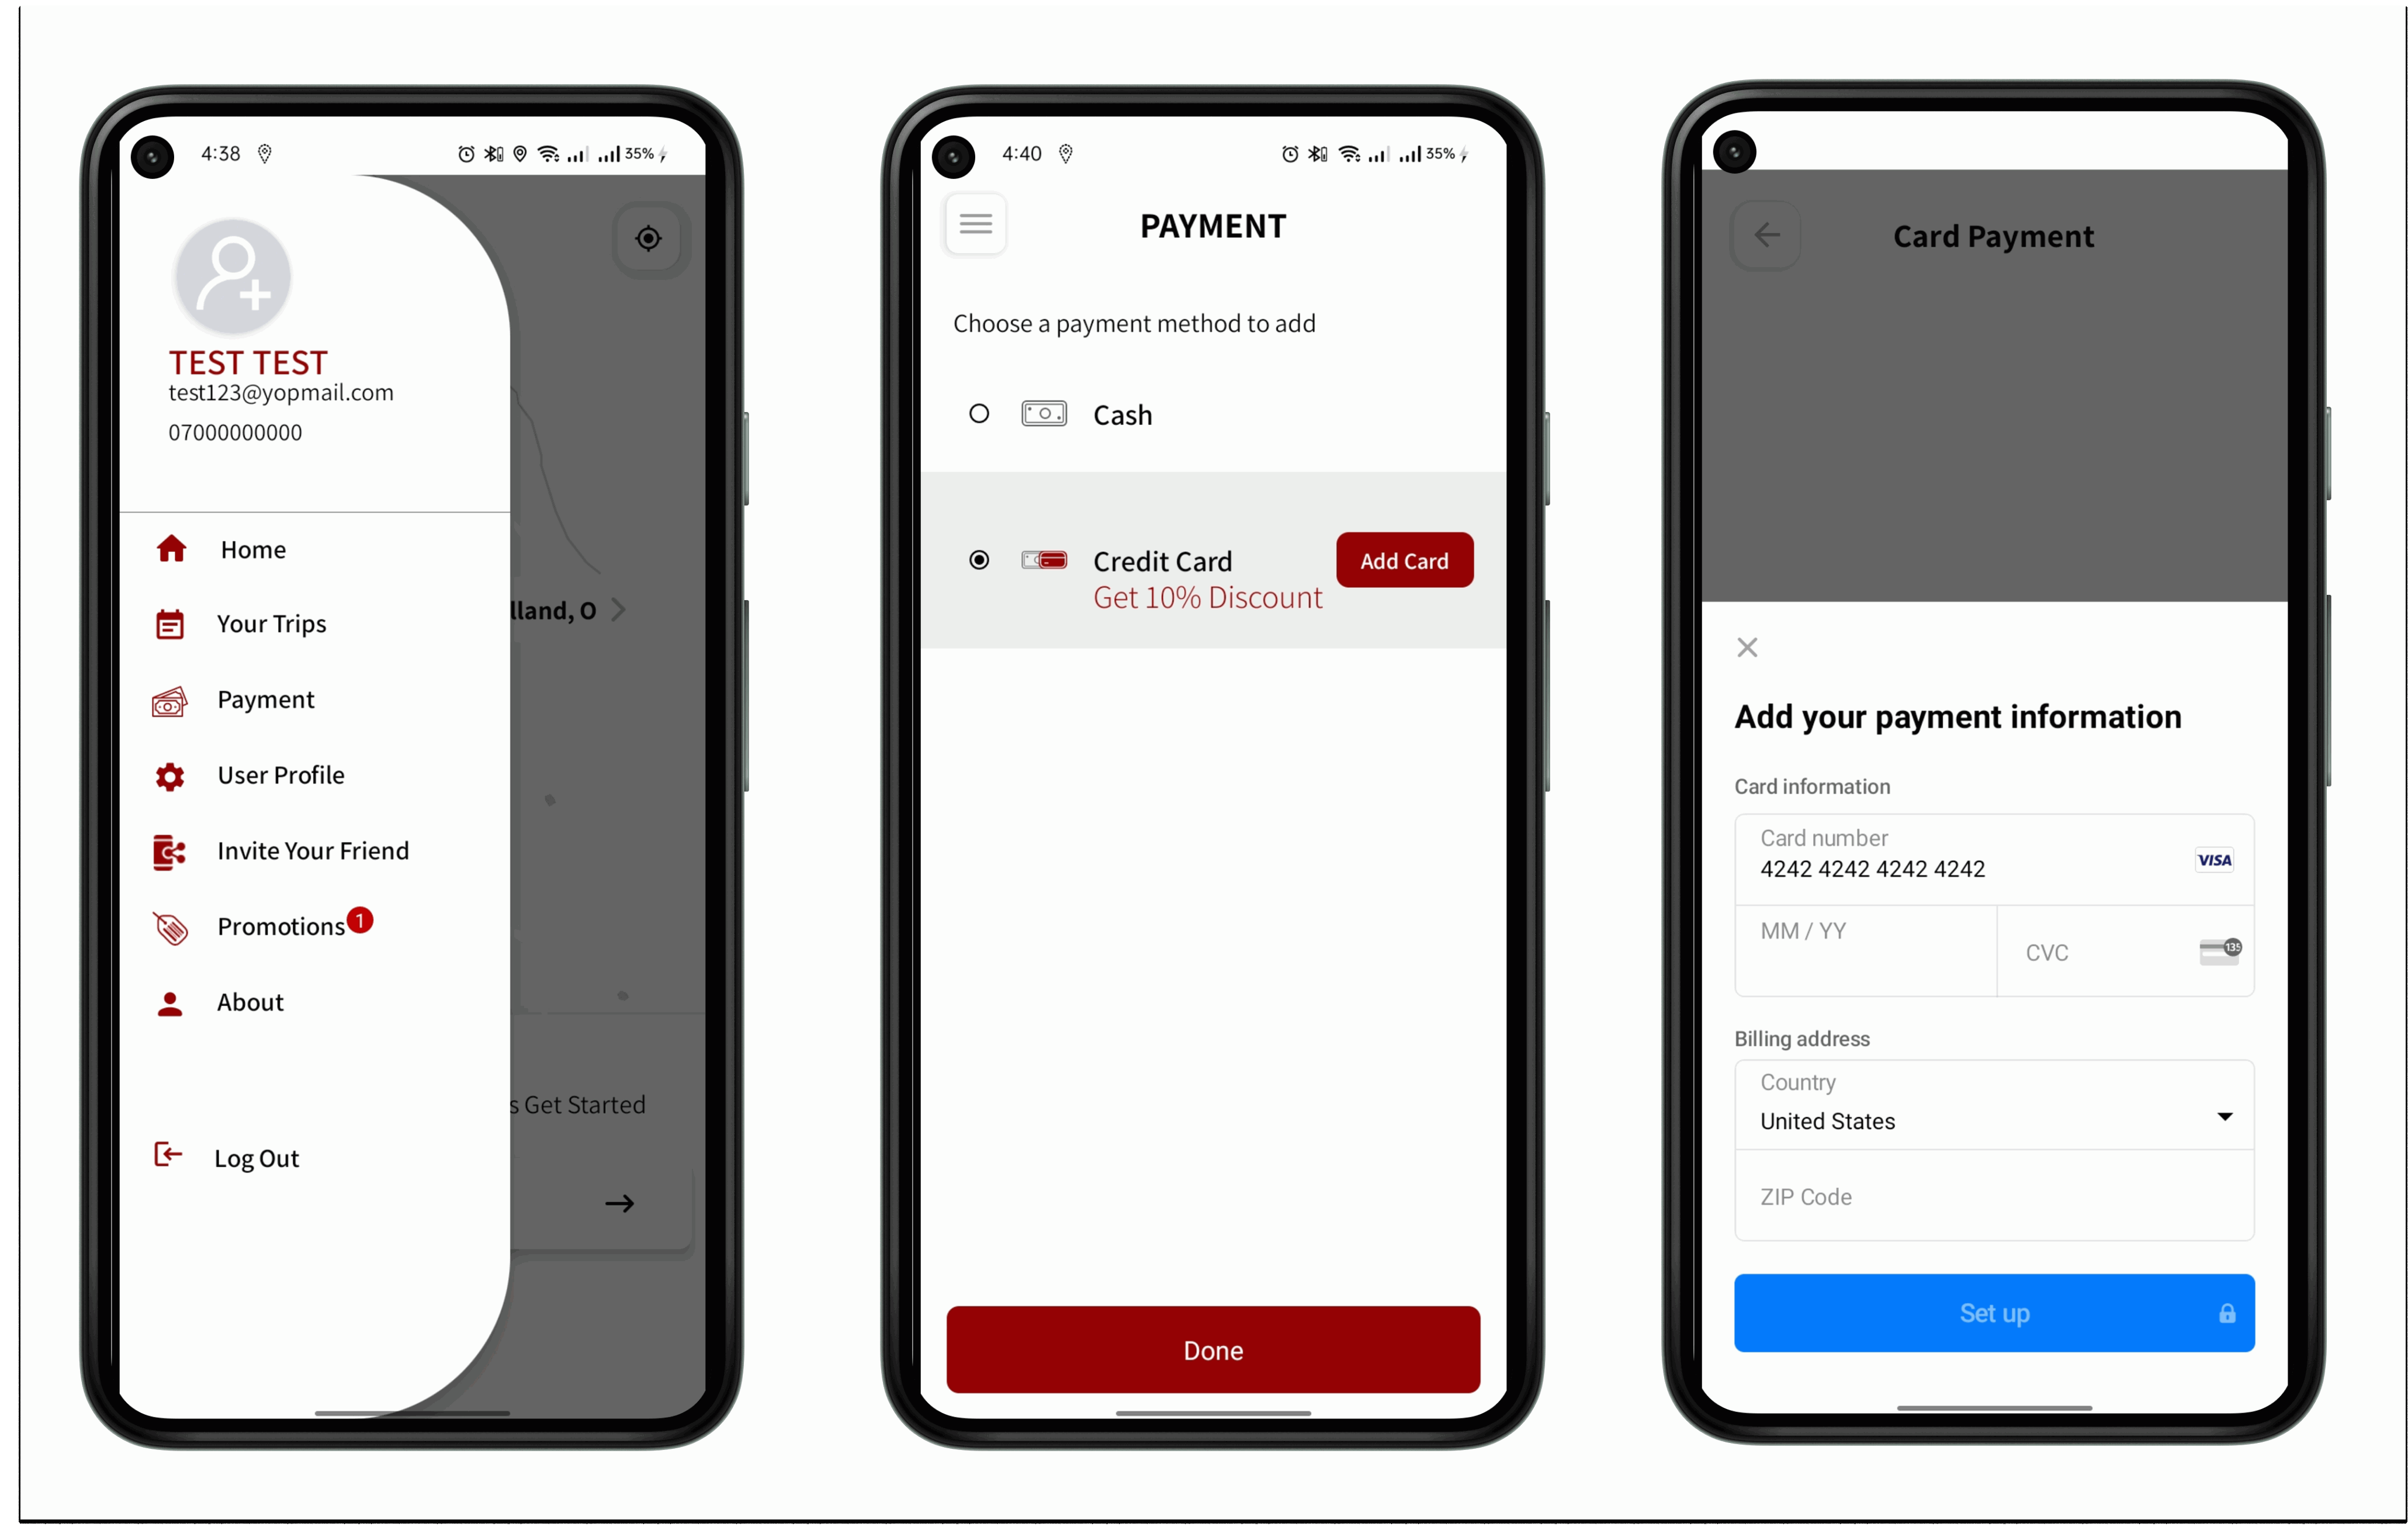 4:38
35%
TEST TEST
test123@yopmail.com
07000000000
Home
Your Trips
lland, O
Payment
User Profile
Invite Your Friend
Promotions 1
About
s Get Started
Log Out
4:40
35%
PAYMENT
Choose a payment method to add
Cash
Credit Card
Add Card
Get 10% Discount
Done
Card Payment
Add your payment information
Card information
Card number
4242 4242 4242 4242
VISA
MM / YY
CVC
135
Billing address
Country
United States
ZIP Code
Set up